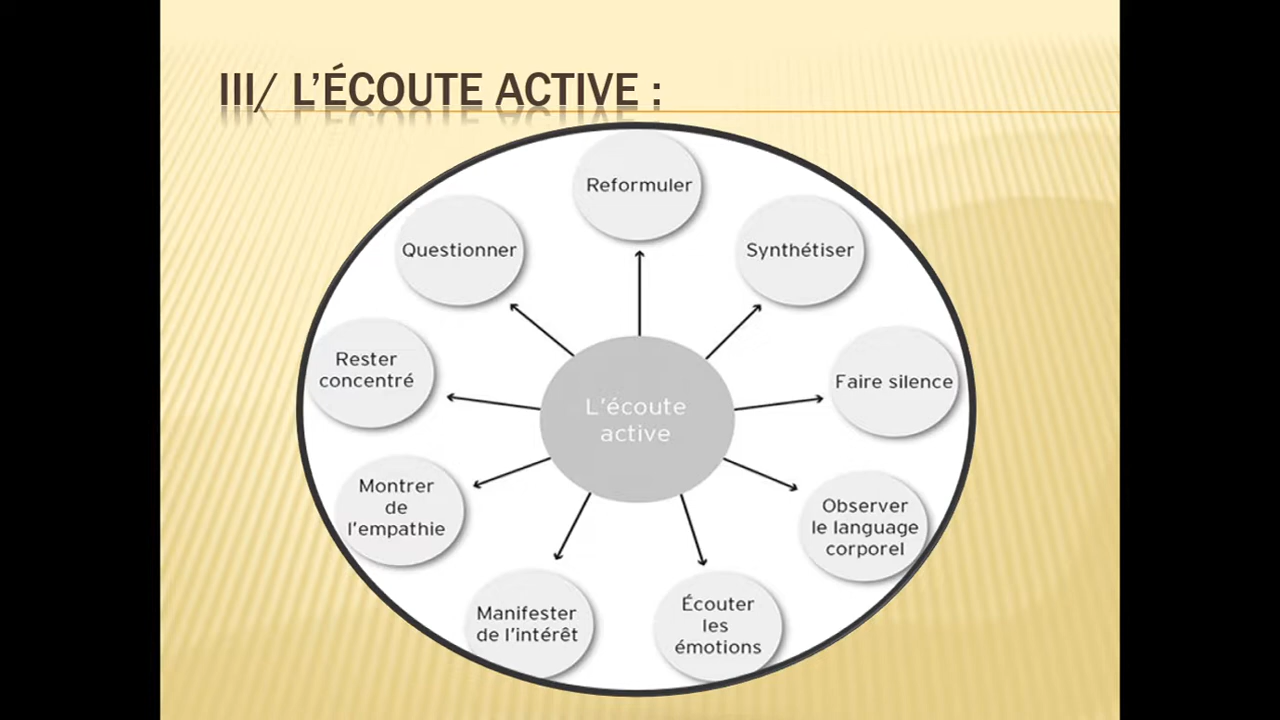 III/ L'ÉCOUTE ACTIVE :
Reformuler
Questionner
Synthétiser
Rester
concentré
Faire silence
L'écoute
active
Montrer
de
l'empathie
Observer
le language
corporel
Manifester
de l'intérêt
Écouter
les
émotions